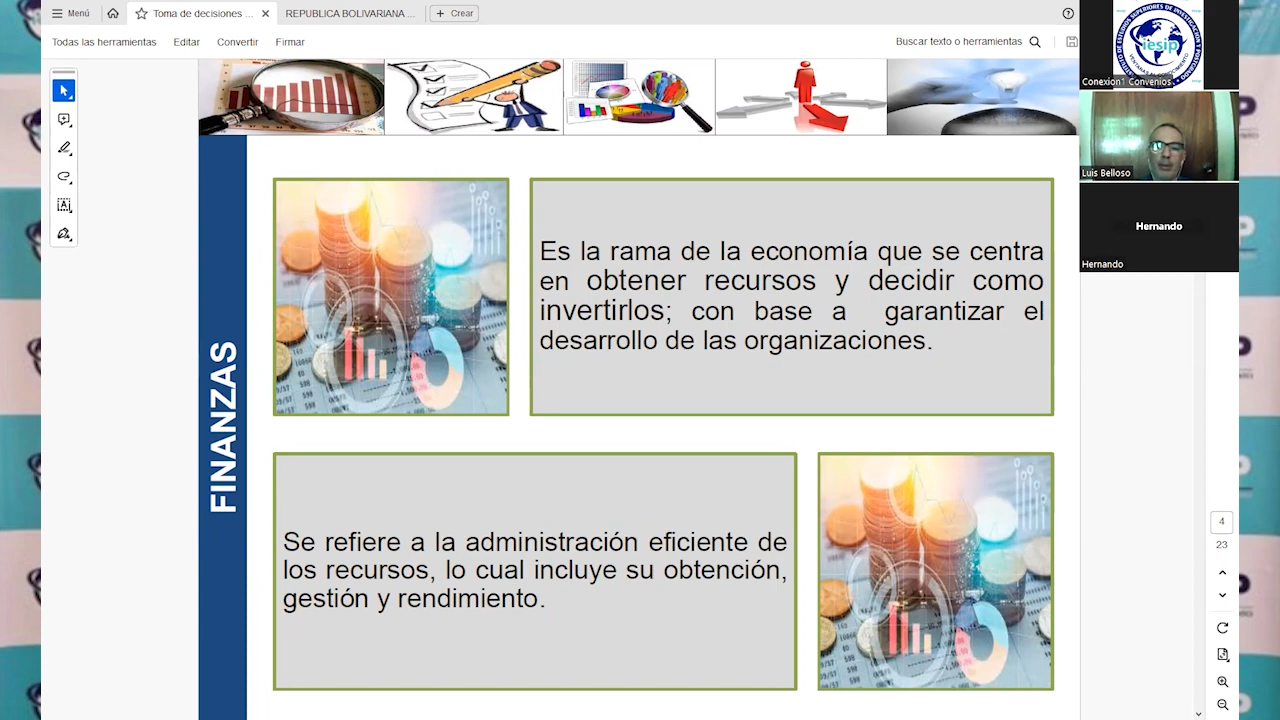 Menú
Toma de decisiones ...
REPUBLICA BOLIVARIANA ...
Crear
Todas las herramientas
Editar
Convertir
Firmar
Buscar texto o herramientas
iesip
Conexion1 Convenios
Luis Belloso
Hernando
Hernando
FINANZAS
Es la rama de la economía que se centra
en obtener recursos y decidir como
invertirlos; con base a garantizar el
desarrollo de las organizaciones.
Se refiere a la administración eficiente de
los recursos, lo cual incluye su obtención,
gestión y rendimiento.
4
23